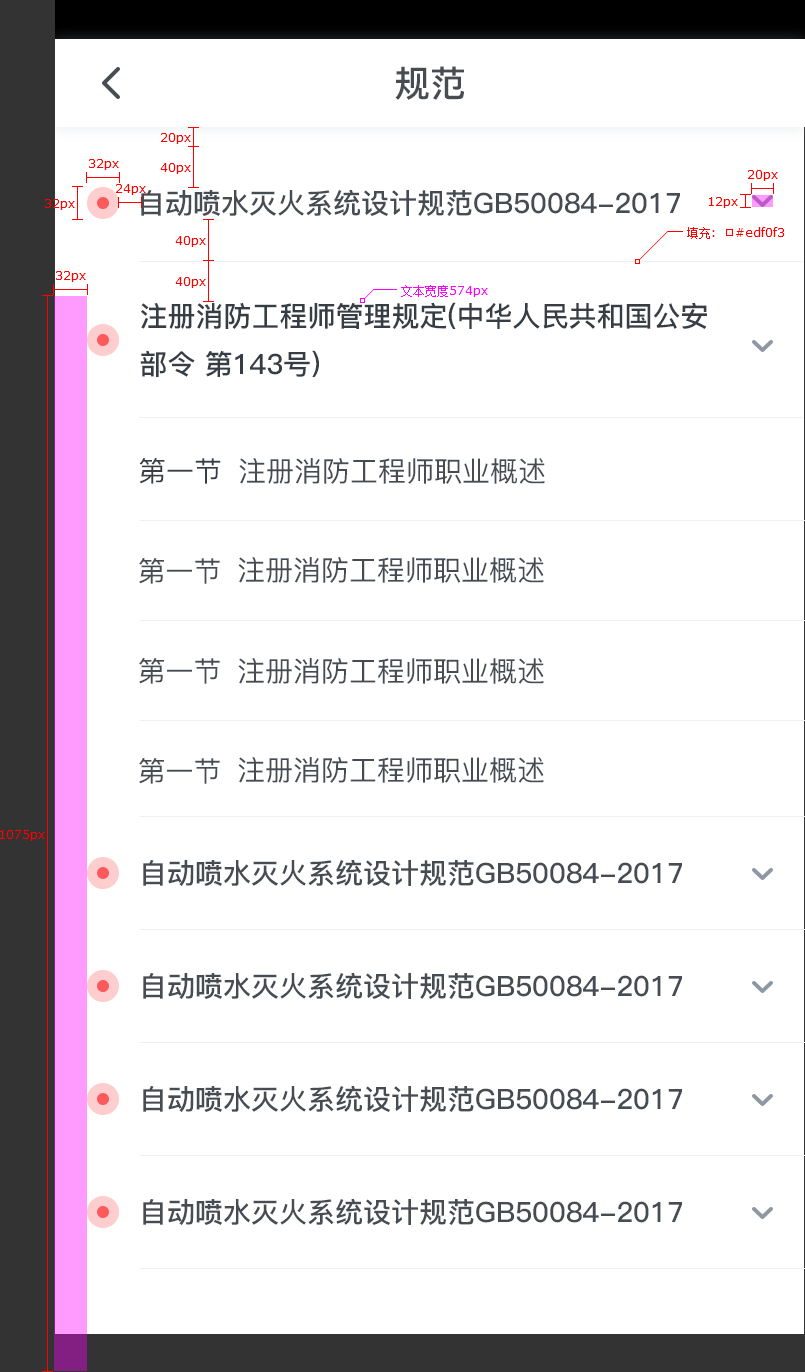 规范
20px
32px
40px
20px
24px
32px
自动喷水灭火系统设计规范GB50084-2017
12px
填充: #edf0f3
40px
32px
40px
文本宽度574px
注册消防工程师管理规定(中华人民共和国公安
部令 第143号)
第一节 注册消防工程师职业概述
第一节 注册消防工程师职业概述
第一节 注册消防工程师职业概述
第一节 注册消防工程师职业概述
1075px
自动喷水灭火系统设计规范GB50084-2017
自动喷水灭火系统设计规范GB50084-2017
自动喷水灭火系统设计规范GB50084-2017
自动喷水灭火系统设计规范GB50084-2017